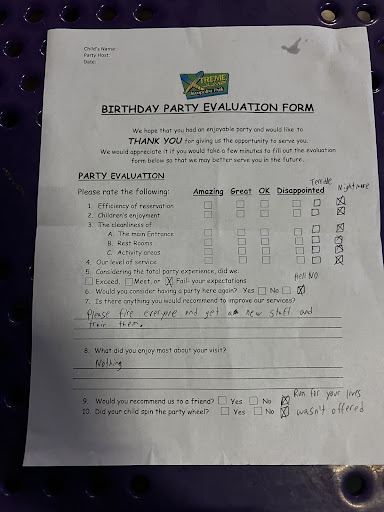 Child's Name:
Party Host:
Date:
XTREME
Trampoline Park
BIRTHDAY PARTY EVALUATION FORM
We hope that you had an enjoyable party and would like to
THANK YOU for giving us the opportunity to serve you.
We would appreciate it if you would take a few minutes to fill out the evaluation
form below so that we may better serve you in the future.
PARTY EVALUATION
Please rate the following: Amazing Great OK Disappointed Terrible Nightmare
1. Efficiency of reservation
2. Children's enjoyment
3. The cleanliness of
A. The main Entrance
B. Rest Rooms
C. Activity areas
4. Our level of service
5. Considering the total party experience, did we:
Exceed, Meet, or Fail your expectations
6. Would you consider having a party here again? Yes No Hell NO
7. Is there anything you would recommend to improve our services?
Please fire everyone and get a new staff and
train them.
8. What did you enjoy most about your visit?
Nothing
9. Would you recommend us to a friend? Yes No Run for your lives
10. Did your child spin the party wheel? Yes No wasn't offered